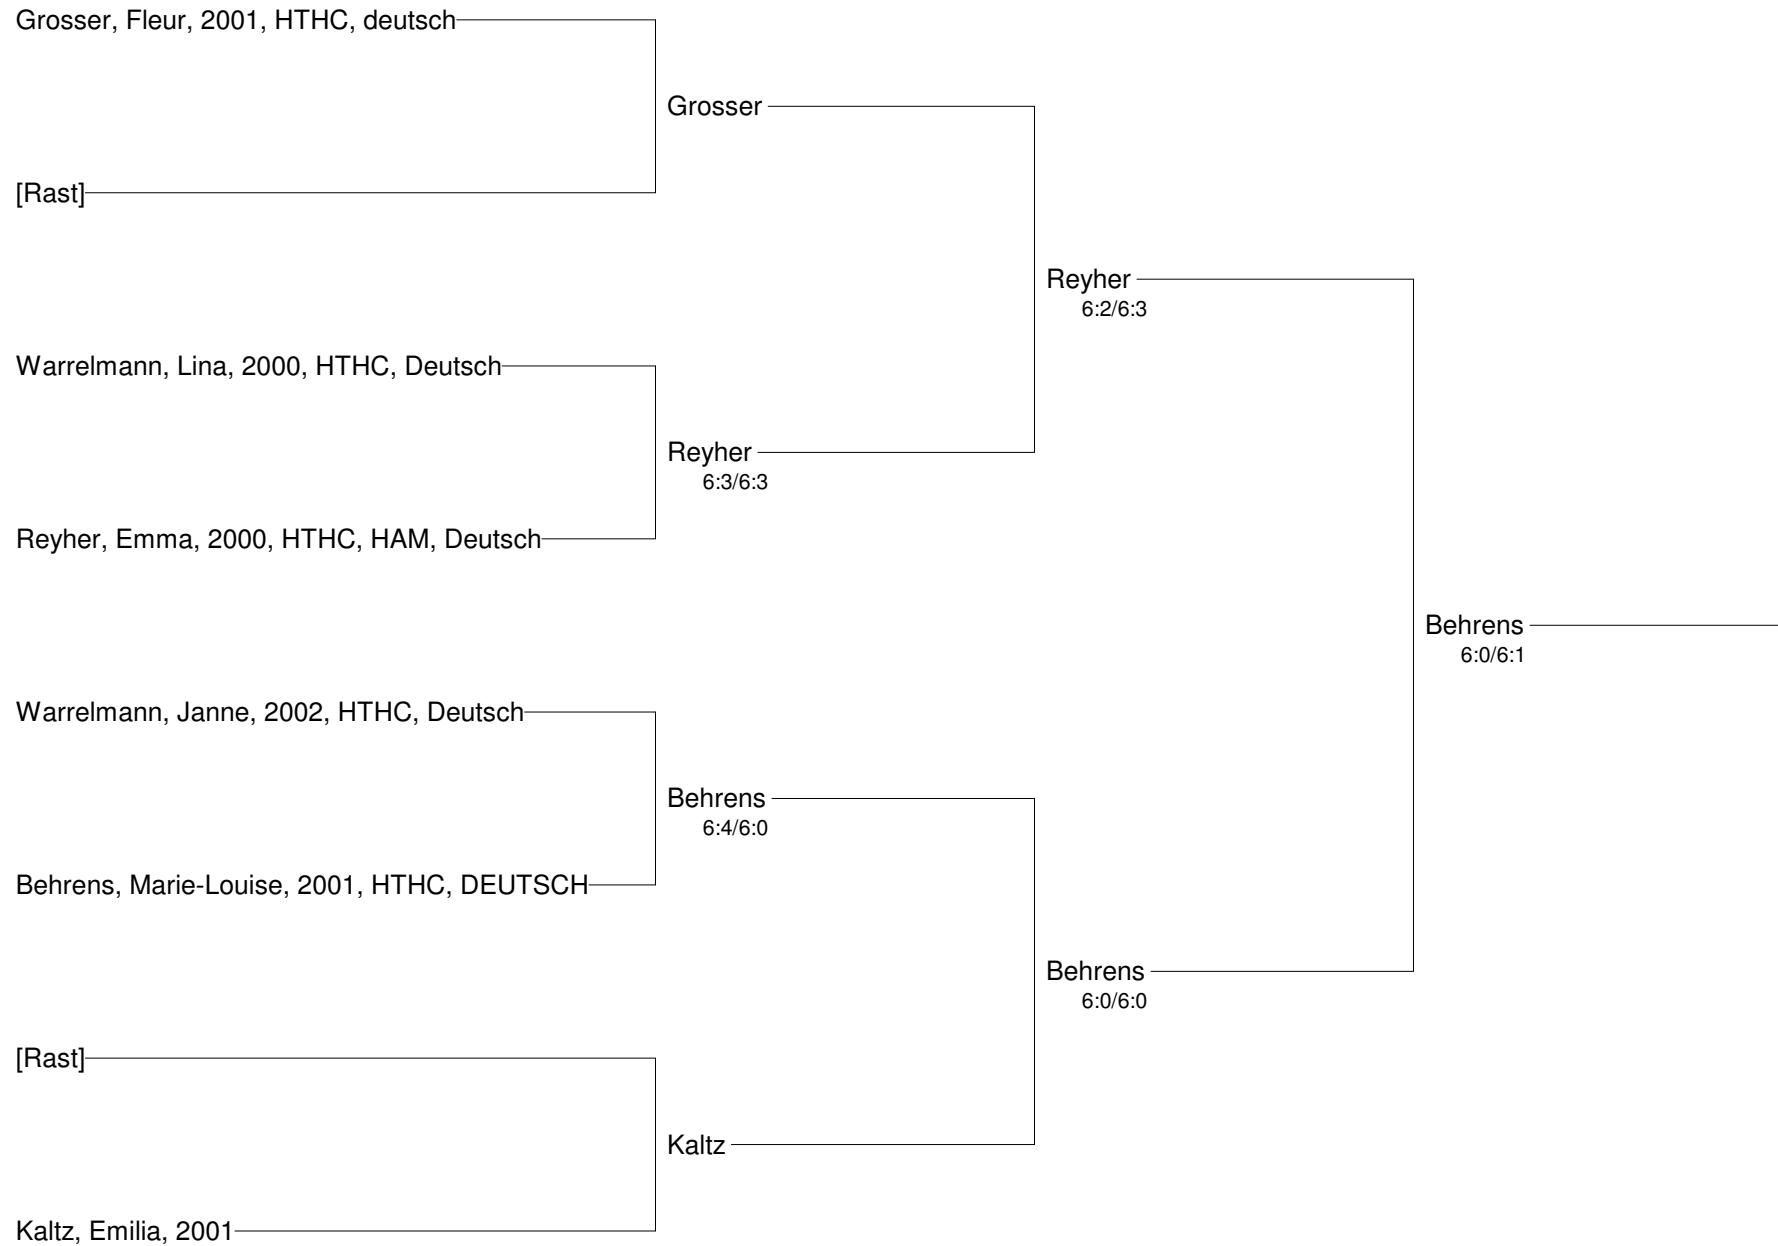 Grosser, Fleur, 2001, HTHC, deutsch
Grosser
[Rast]
Reyher
6:2/6:3
Warrelmann, Lina, 2000, HTHC, Deutsch
Reyher
6:3/6:3
Reyher, Emma, 2000, HTHC, HAM, Deutsch
Behrens
6:0/6:1
Warrelmann, Janne, 2002, HTHC, Deutsch
Behrens
6:4/6:0
Behrens, Marie-Louise, 2001, HTHC, DEUTSCH
Behrens
6:0/6:0
[Rast]
Kaltz
Kaltz, Emilia, 2001